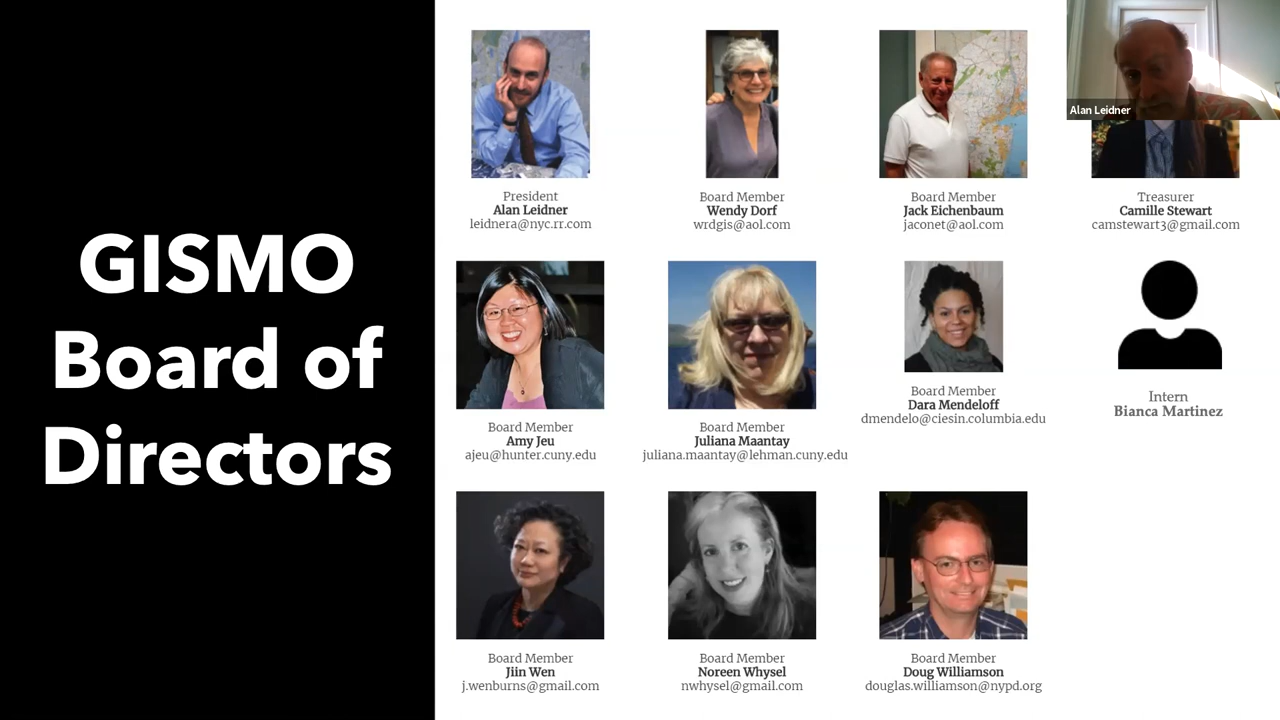 GISMO
Board of
Directors
Alan Leidner
President
Alan Leidner
leidnera@nyc.rr.com
Board Member
Wendy Dorf
wrdgis@aol.com
Board Member
Jack Eichenbaum
jaconet@aol.com
Treasurer
Camille Stewart
camstewart3@gmail.com
Board Member
Amy Jeu
ajeu@hunter.cuny.edu
Board Member
Juliana Maantay
juliana.maantay@lehman.cuny.edu
Board Member
Dara Mendeloff
dmendelo@ciesin.columbia.edu
Intern
Bianca Martinez
Board Member
Jiin Wen
j.wenburns@gmail.com
Board Member
Noreen Whysel
nwhysel@gmail.com
Board Member
Doug Williamson
douglas.williamson@nypd.org